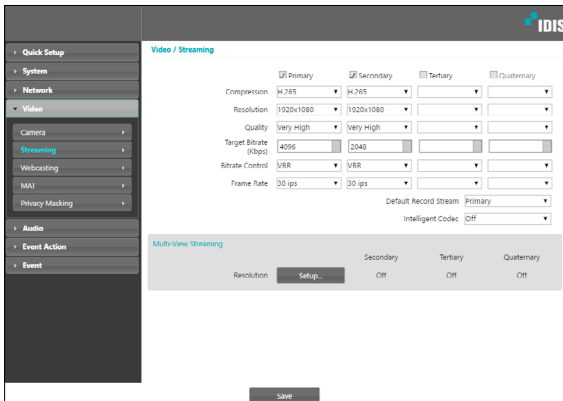 IDIS
Quick Setup
System
Network
Video
Camera
Streaming
Webcasting
MAT
Privacy Masking
Audio
Event Action
Event
Video / Streaming
Primary Secondary Tertiary Quaternary
Compression H.265 H.265
Resolution 1920x1080 1920x1080
Quality Very High Very High
Target Bitrate
(Kbps) 4096 2048
Bitrate Control VBR VBR
Frame Rate 30 ips 30 ips
Default Record Stream Primary
Intelligent Codec Off
Multi-View Streaming
Secondary Tertiary Quaternary
Resolution Setup... Off Off Off
Save